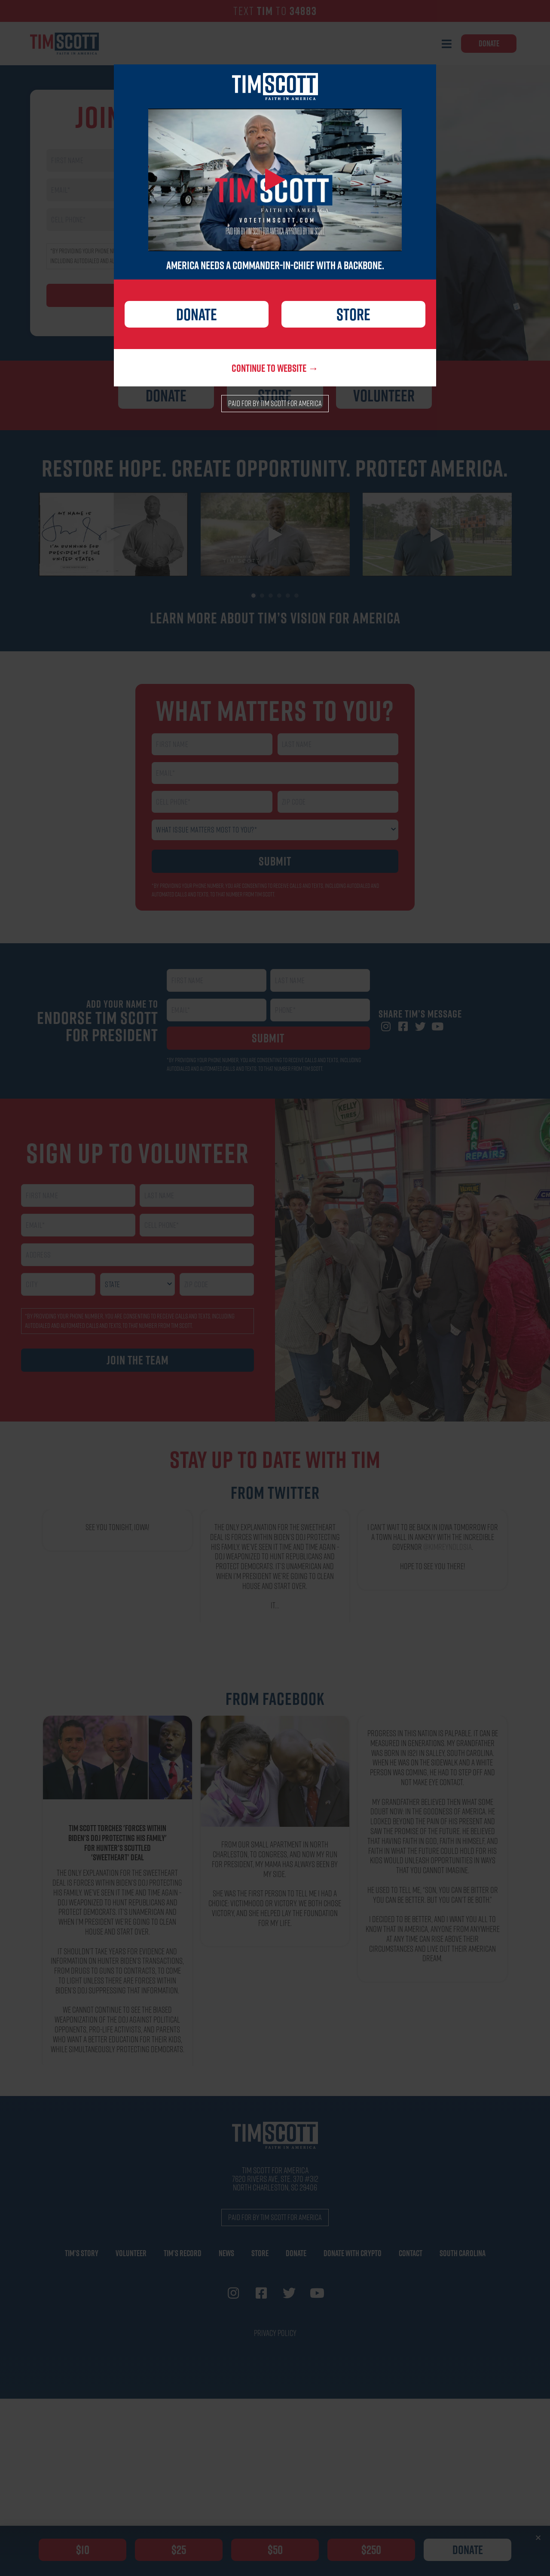 TEXT TIM TO 34883
TIM SCOTT
DONATE
TIM SCOTT
FAITH IN AMERICA
TIM SCOTT
FAITH IN AMERICA
VOTETIMSCOTT.COM
AMERICA NEEDS A COMMANDER-IN-CHIEF WITH A BACKBONE.
DONATE
STORE
CONTINUE TO WEBSITE →
PAID FOR BY TIM SCOTT FOR AMERICA
JOIN
DONATE
STORE
VOLUNTEER
RESTORE HOPE. CREATE OPPORTUNITY. PROTECT AMERICA.
MY NAME IS
I'M RUNNING FOR
PRESIDENT OF THE
UNITED STATES
LEARN MORE ABOUT TIM'S VISION FOR AMERICA
WHAT MATTERS TO YOU?
FIRST NAME
LAST NAME
EMAIL*
CELL PHONE*
ZIP CODE
WHAT ISSUE MATTERS MOST TO YOU?*
SUBMIT
ADD YOUR NAME TO
ENDORSE TIM SCOTT
FOR PRESIDENT
FIRST NAME
LAST NAME
EMAIL*
PHONE*
SUBMIT
SHARE TIM'S MESSAGE
SIGN UP TO VOLUNTEER
FIRST NAME
LAST NAME
EMAIL*
CELL PHONE*
ADDRESS
CITY
STATE
ZIP CODE
JOIN THE TEAM
KELLY
TIRES
CAR
REPAIRS
STAY UP TO DATE WITH TIM
FROM TWITTER
SEE YOU TONIGHT, IOWA!
THE ONLY EXPLANATION FOR THE SWEETHEART
DEAL IS FORCES WITHIN BIDEN'S DOJ PROTECTING
HIS FAMILY. WE'VE SEEN IT TIME AND TIME AGAIN -
DOJ WEAPONIZED TO HUNT REPUBLICANS AND
PROTECT DEMOCRATS. IT'S UNAMERICAN AND
WHEN I'M PRESIDENT WE'RE GOING TO CLEAN
HOUSE AND START OVER.
IT…
I CAN'T WAIT TO BE BACK IN IOWA TOMORROW FOR
A TOWN HALL IN ANKENY WITH THE INCREDIBLE
GOVERNOR
HOPE TO SEE YOU THERE!
FROM FACEBOOK
TIM SCOTT TORCHES 'FORCES WITHIN
BIDEN'S DOJ PROTECTING HIS FAMILY'
FOR HUNTER'S SCUTTLED
'SWEETHEART' DEAL
THE ONLY EXPLANATION FOR THE SWEETHEART
DEAL IS FORCES WITHIN BIDEN'S DOJ PROTECTING
HIS FAMILY. WE'VE SEEN IT TIME AND TIME AGAIN -
DOJ WEAPONIZED TO HUNT REPUBLICANS AND
PROTECT DEMOCRATS. IT'S UNAMERICAN AND
WHEN I'M PRESIDENT WE'RE GOING TO CLEAN
HOUSE AND START OVER.
IT SHOULDN'T TAKE YEARS FOR EVIDENCE AND
INFORMATION ON HUNTER BIDEN'S TRANSACTIONS,
FROM DRUGS TO GUNS TO CONTRACTS, TO COME
TO LIGHT UNLESS THERE ARE FORCES WITHIN
BIDEN'S DOJ SUPPRESSING THAT INFORMATION.
WE CANNOT CONTINUE TO SEE THE BIASED
WEAPONIZATION OF THE DOJ AGAINST POLITICAL
OPPONENTS, PRO-LIFE ACTIVISTS, AND PARENTS
WHO WANT A BETTER EDUCATION FOR THEIR KIDS,
WHILE SIMULTANEOUSLY PROTECTING DEMOCRATS.
FROM OUR SMALL APARTMENT IN NORTH
CHARLESTON, TO CONGRESS, AND NOW MY RUN
FOR PRESIDENT, MY MAMA HAS ALWAYS BEEN BY
MY SIDE.
SHE WAS THE FIRST PERSON TO TELL ME I HAD A
CHOICE: VICTIMHOOD OR VICTORY. WE BOTH CHOSE
VICTORY, AND SHE HELPED LAY THE FOUNDATION
FOR MY LIFE.
PROGRESS IN THIS NATION IS PALPABLE. IT CAN BE
MEASURED IN GENERATIONS. MY GRANDFATHER
WAS BORN IN 1921 IN SALLEY, SOUTH CAROLINA.
WHEN HE WAS ON THE SIDEWALK AND A WHITE
PERSON WAS COMING, HE HAD TO STEP OFF AND
NOT MAKE EYE CONTACT.
MY GRANDFATHER BELIEVED THEN WHAT SOME
DOUBT NOW: IN THE GOODNESS OF AMERICA. HE
LOOKED BEYOND THE PAIN OF HIS PRESENT AND
SAW THE PROMISE OF THE FUTURE. HE BELIEVED
THAT HAVING FAITH IN GOD, FAITH IN HIMSELF AND
FAITH IN WHAT THE FUTURE COULD HOLD FOR HIS
KIDS WOULD UNLEASH OPPORTUNITIES IN WAYS
THAT YOU CANNOT IMAGINE.
HE USED TO TELL ME, "SON, YOU CAN BE BITTER OR
YOU CAN BE BETTER. BUT YOU CAN'T BE BOTH."
I DECIDED TO BE BETTER, AND I WANT YOU ALL TO
KNOW THAT IN AMERICA, ANYONE FROM ANYWHERE
AT ANY TIME CAN RISE ABOVE THEIR
CIRCUMSTANCES AND LIVE OUT THEIR AMERICAN
DREAM.
TIM SCOTT
FAITH IN AMERICA
TIM SCOTT FOR AMERICA
NORTH CHARLESTON, SC 29406
PAID FOR BY TIM SCOTT FOR AMERICA
TIM'S STORY
VOLUNTEER
TIM'S RECORD
NEWS
STORE
DONATE
DONATE WITH CRYPTO
CONTACT
SOUTH CAROLINA
PRIVACY POLICY
$10
$25
$50
$250
DONATE
×